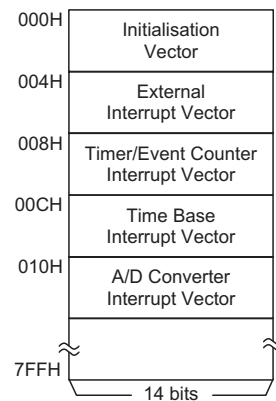 000H
Initialisation
Vector
004H
External
Interrupt Vector
008H
Timer/Event Counter
Interrupt Vector
00CH
Time Base
Interrupt Vector
010H
A/D Converter
Interrupt Vector
7FFH
14 bits